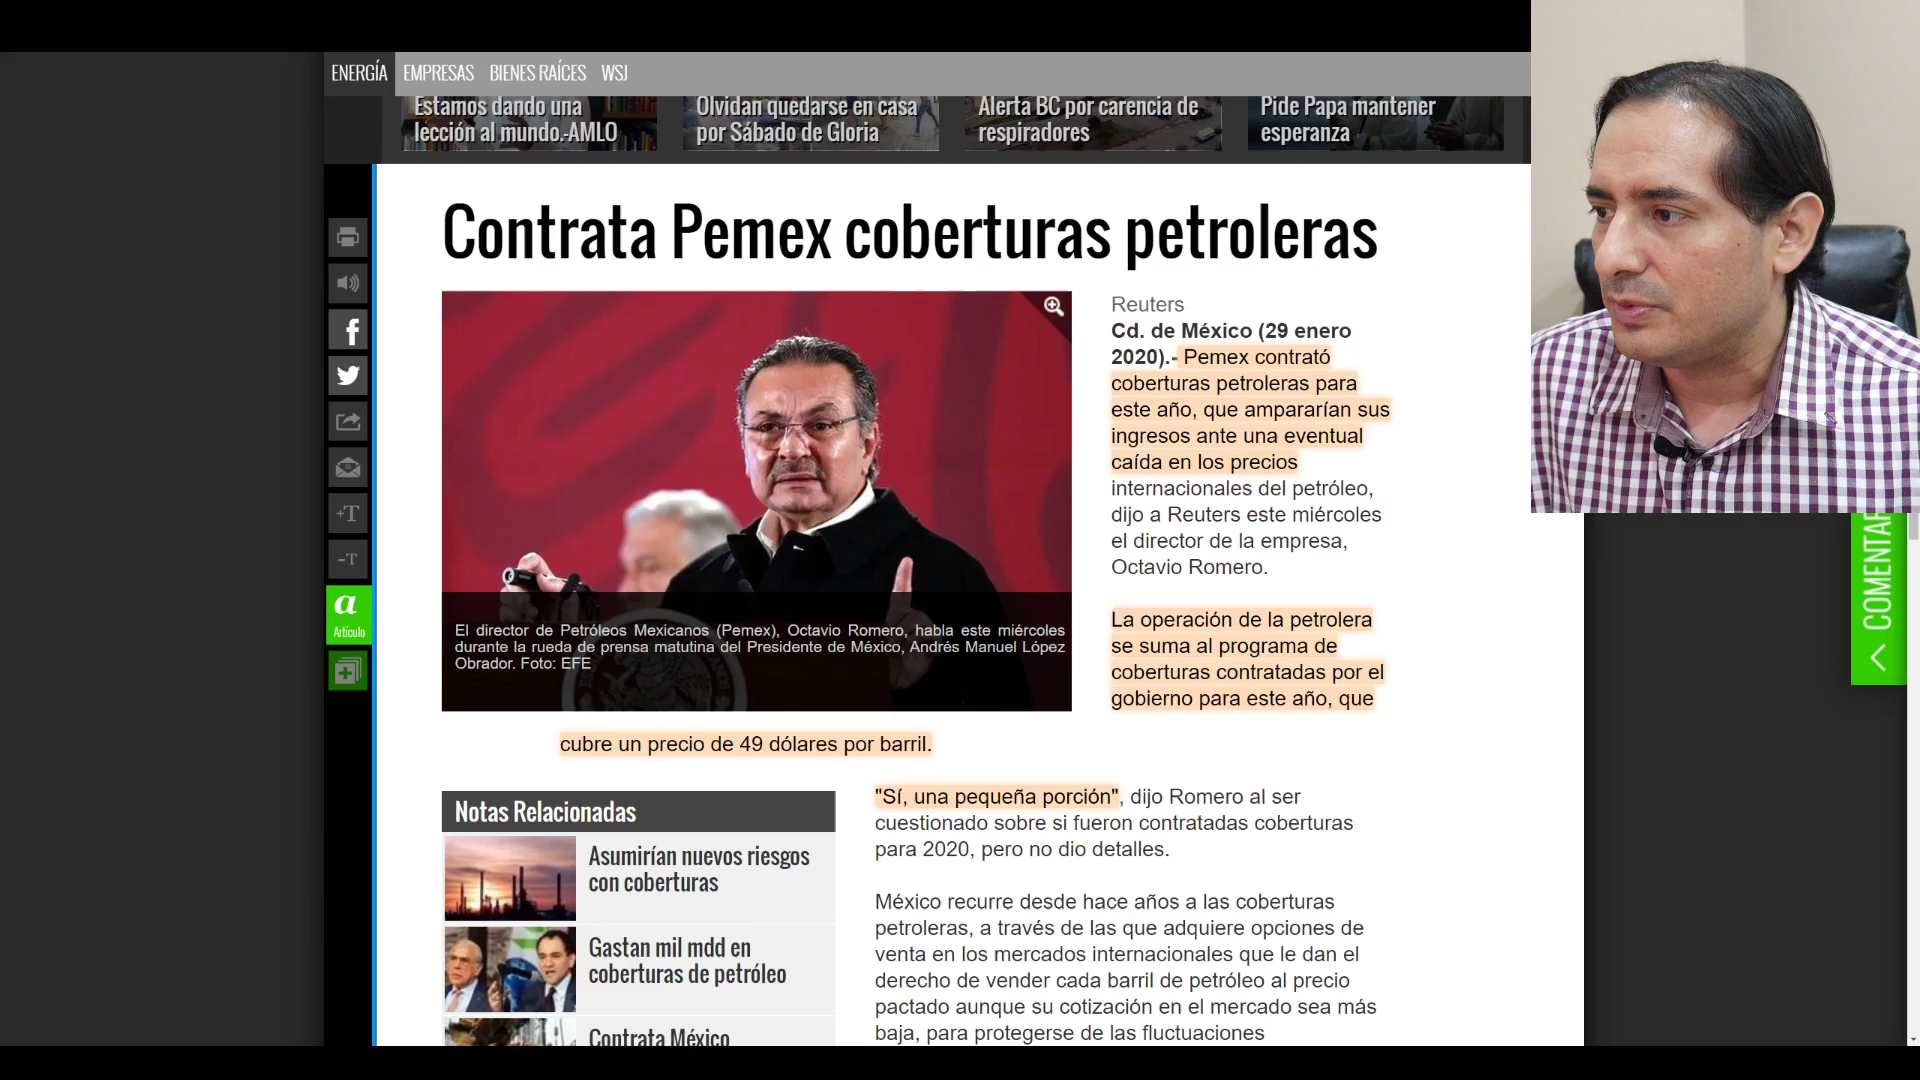 ENERGÍA EMPRESAS BIENES RAÍCES WSJ
Estamos dando una
lección al mundo.-AMLO
Olvidan quedarse en casa
por Sábado de Gloria
Alerta BC por carencia de
respiradores
Pide Papa mantener
esperanza
Contrata Pemex coberturas petroleras
Reuters
Cd. de México (29 enero
2020).- Pemex contrató
coberturas petroleras para
este año, que ampararían sus
ingresos ante una eventual
caída en los precios
internacionales del petróleo,
dijo a Reuters este miércoles
el director de la empresa,
Octavio Romero.
La operación de la petrolera
se suma al programa de
coberturas contratadas por el
gobierno para este año, que
cubre un precio de 49 dólares por barril.
El director de Petróleos Mexicanos (Pemex), Octavio Romero, habla este miércoles
durante la rueda de prensa matutina del Presidente de México, Andrés Manuel López
Obrador. Foto: EFE
"Sí, una pequeña porción", dijo Romero al ser
cuestionado sobre si fueron contratadas coberturas
para 2020, pero no dio detalles.
México recurre desde hace años a las coberturas
petroleras, a través de las que adquiere opciones de
venta en los mercados internacionales que le dan el
derecho de vender cada barril de petróleo al precio
pactado aunque su cotización en el mercado sea más
baja, para protegerse de las fluctuaciones
Notas Relacionadas
Asumirían nuevos riesgos
con coberturas
Gastan mil mdd en
coberturas de petróleo
Contrata México
f
+T
-T
a
Artículo
COMENTAR